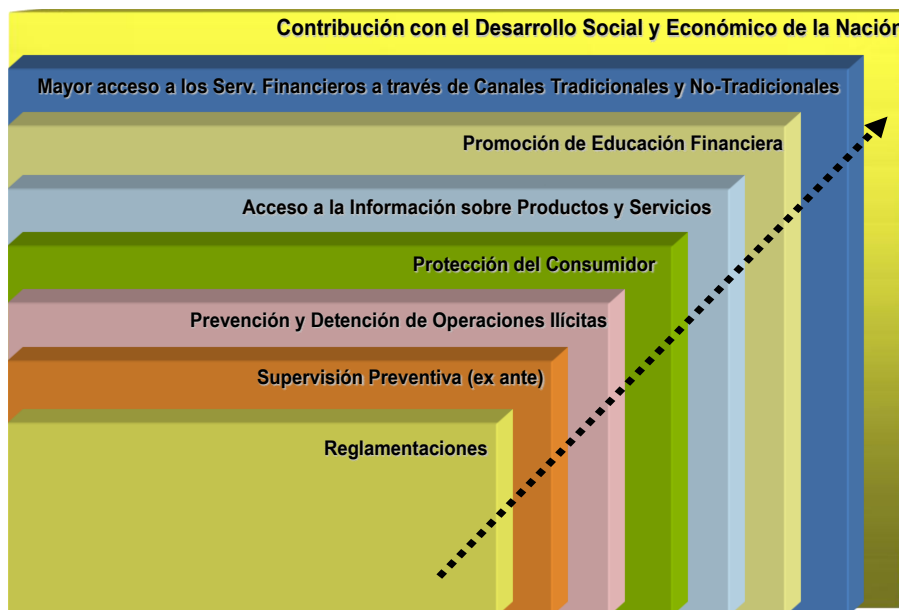 Contribución con el Desarrollo Social y Económico de la Nación
Mayor acceso a los Serv. Financieros a través de Canales Tradicionales y No-Tradicionales
Promoción de Educación Financiera
Acceso a la Información sobre Productos y Servicios
Protección del Consumidor
Prevención y Detención de Operaciones Ilícitas
Supervisión Preventiva (ex ante)
Reglamentaciones